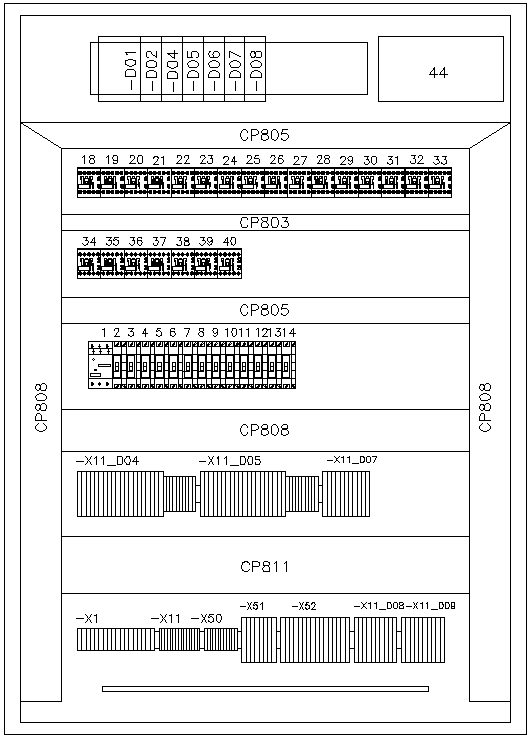 -D01 -D02 -D04 -D05 -D06 -D07 -D08
44
CP805
18 19 20 21 22 23 24 25 26 27 28 29 30 31 32 33
CP803
34 35 36 37 38 39 40
CP805
1 2 3 4 5 6 7 8 9 10 11 12 13 14
CP808
CP808
CP808
-X11_D04 -X11_D05 -X11_D07
CP811
-X1 -X11 -X50 -X51 -X52 -X11_D08 -X11_D09